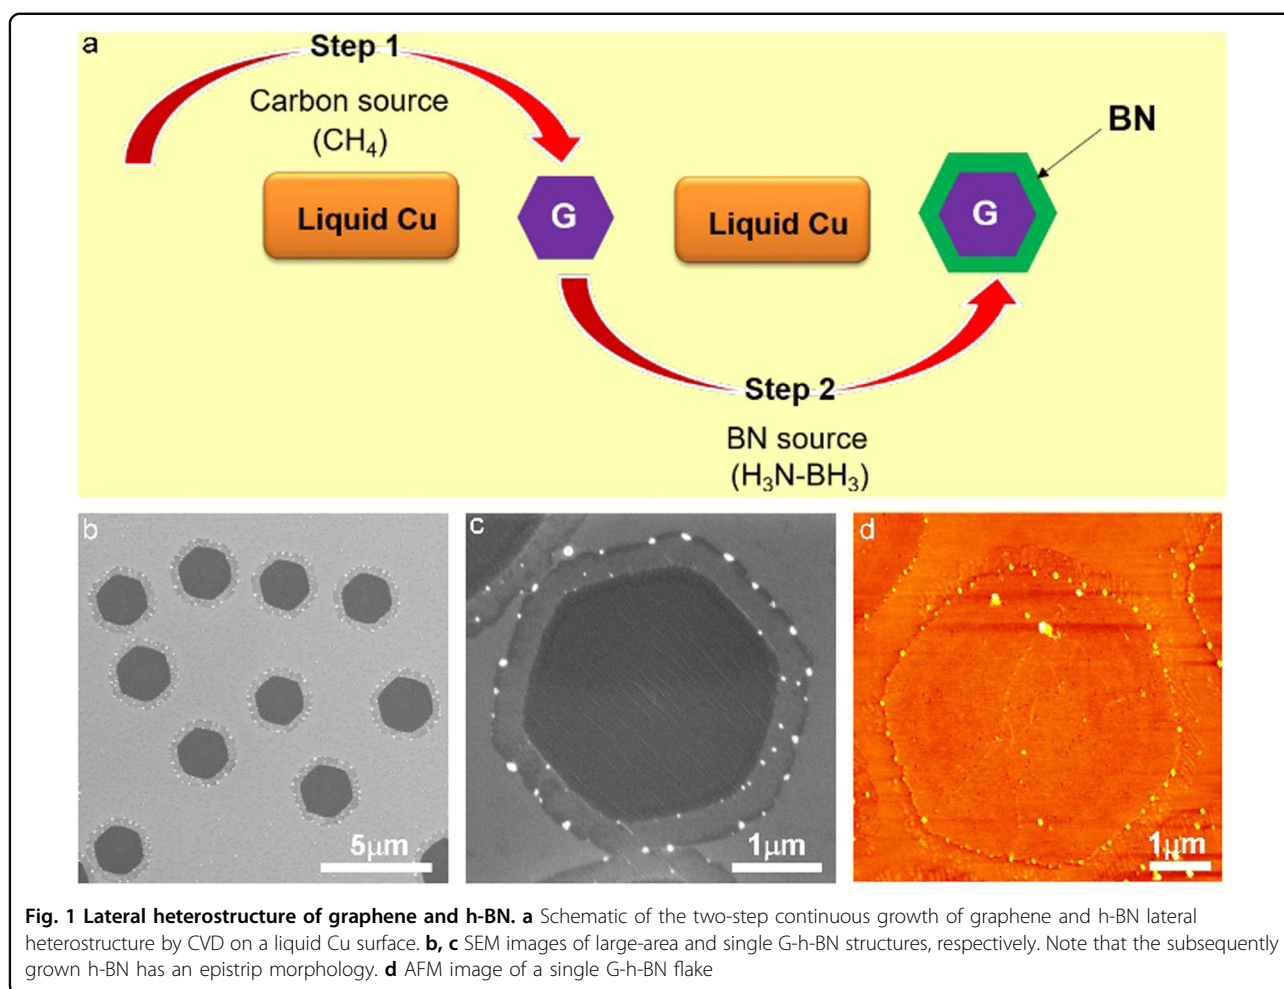 a
Step 1
Carbon source
(CH₄)
BN
Liquid Cu
G
Liquid Cu
G
Step 2
BN source
(H₃N-BH₃)
b
5μm
c
1μm
d
1μm
Fig. 1 Lateral heterostructure of graphene and h-BN. a Schematic of the two-step continuous growth of graphene and h-BN lateral
heterostructure by CVD on a liquid Cu surface. b, c SEM images of large-area and single G-h-BN structures, respectively. Note that the subsequently
grown h-BN has an epistrip morphology. d AFM image of a single G-h-BN flake